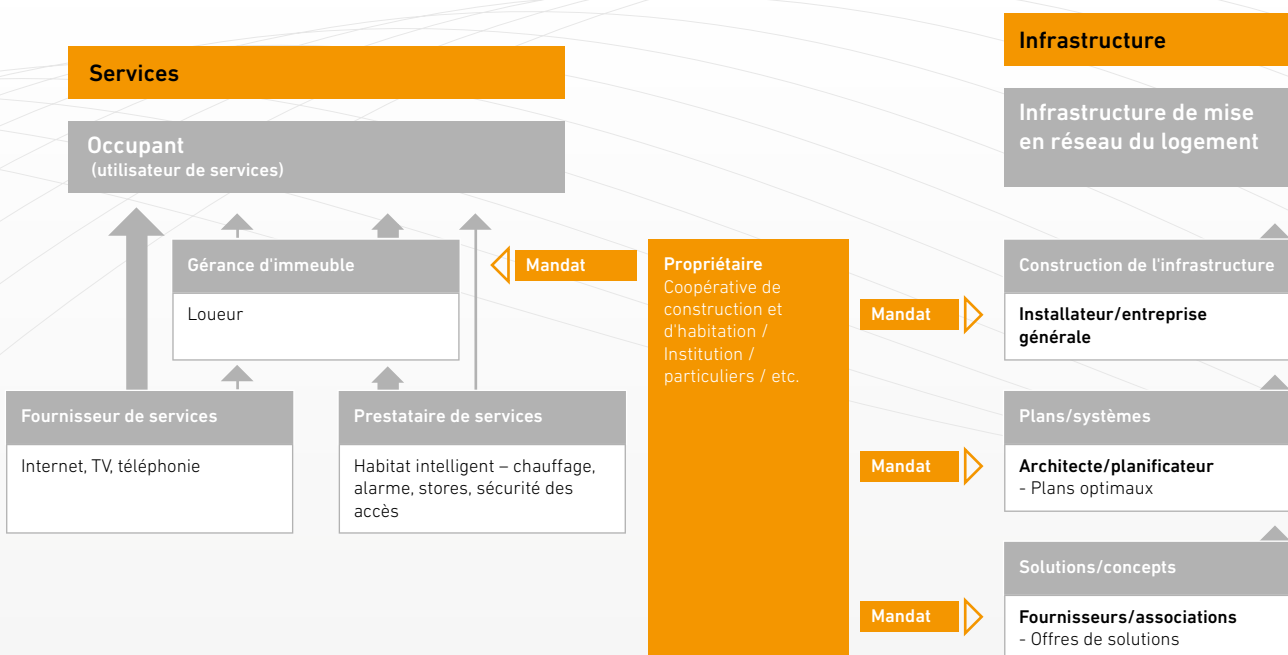 Services
Occupant
(utilisateur de services)
Gérance d'immeuble
Loueur
Fournisseur de services
Internet, TV, téléphonie
Prestataire de services
Habitat intelligent – chauffage,
alarme, stores, sécurité des
accès
Mandat
Propriétaire
Coopérative de
construction et
d'habitation /
Institution /
particuliers / etc.
Mandat
Mandat
Mandat
Infrastructure
Infrastructure de mise
en réseau du logement
Construction de l'infrastructure
Installateur/entreprise
générale
Plans/systèmes
Architecte/planificateur
- Plans optimaux
Solutions/concepts
Fournisseurs/associations
- Offres de solutions